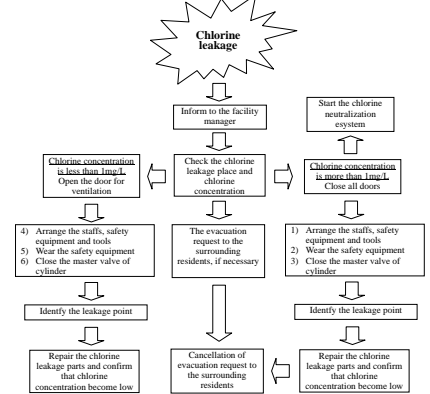 Chlorine
leakage
Inform to the facility
manager
Start the chlorine
neutralization
esystem
Chlorine concentration
is less than 1mg/L
Open the door for
ventilation
Check the chlorine
leakage place and
chlorine
concentration
Chlorine concentration
is more than 1mg/L
Close all doors
4) Arrange the staffs, safety
equipment and tools
5) Wear the safety equipment
6) Close the master valve of
cylinder
The evacuation
request to the
surrounding
residents, if necessary
1) Arrange the staffs, safety
equipment and tools
2) Wear the safety equipment
3) Close the master valve of
cylinder
Identfy the leakage point
Identfy the leakage point
Repair the chlorine
leakage parts and confirm
that chlorine
concentration become low
Cancellation of
evacuation request to
the surrounding
residents
Repair the chlorine
leakage parts and confirm
that chlorine
concentration become low